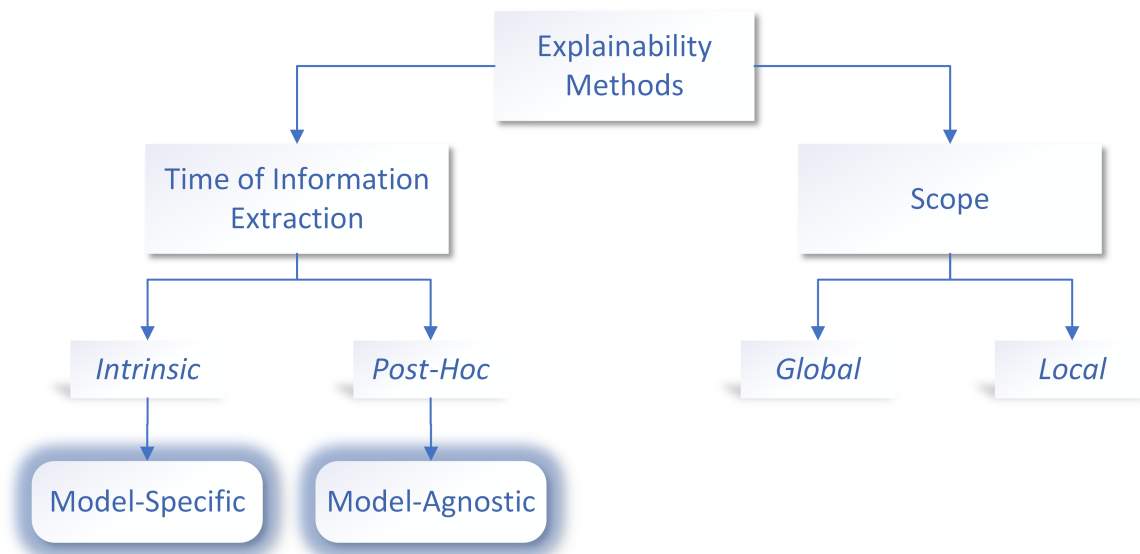 Explainability
Methods
Time of Information
Extraction
Scope
Intrinsic
Post-Hoc
Global
Local
Model-Specific
Model-Agnostic